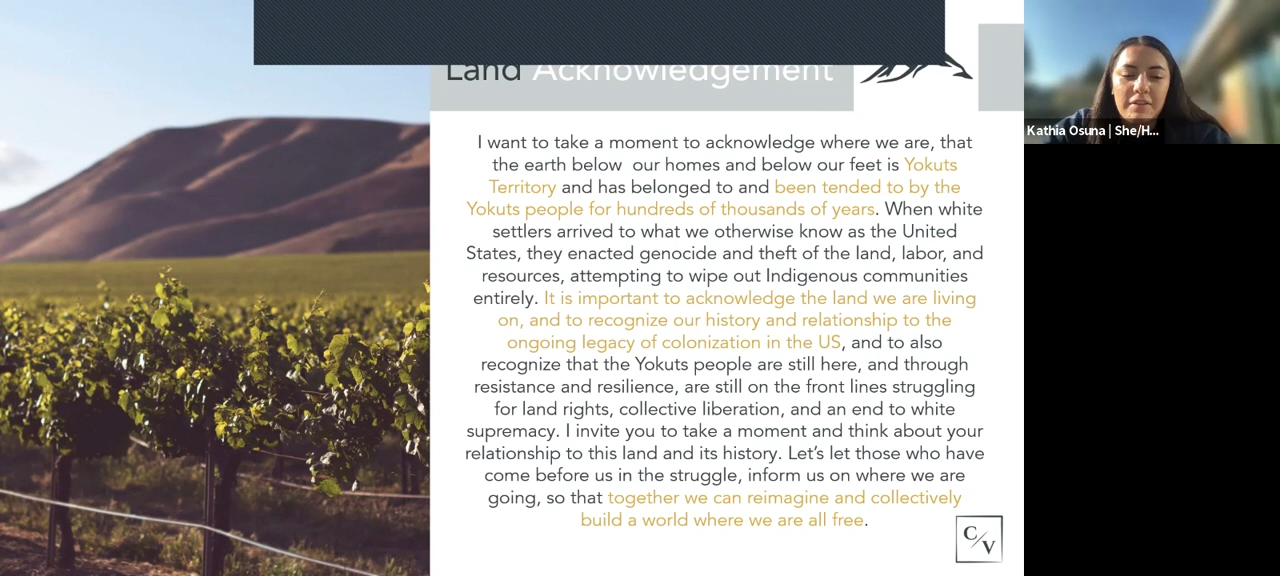 Land Acknowledgement
I want to take a moment to acknowledge where we are, that
the earth below our homes and below our feet is Yokuts
Territory and has belonged to and been tended to by the
Yokuts people for hundreds of thousands of years. When white
settlers arrived to what we otherwise know as the United
States, they enacted genocide and theft of the land, labor, and
resources, attempting to wipe out Indigenous communities
entirely. It is important to acknowledge the land we are living
on, and to recognize our history and relationship to the
ongoing legacy of colonization in the US, and to also
recognize that the Yokuts people are still here, and through
resistance and resilience, are still on the front lines struggling
for land rights, collective liberation, and an end to white
supremacy. I invite you to take a moment and think about your
relationship to this land and its history. Let’s let those who have
come before us in the struggle, inform us on where we are
going, so that together we can reimagine and collectively
build a world where we are all free.
C/V
Kathia Osuna | She/H...